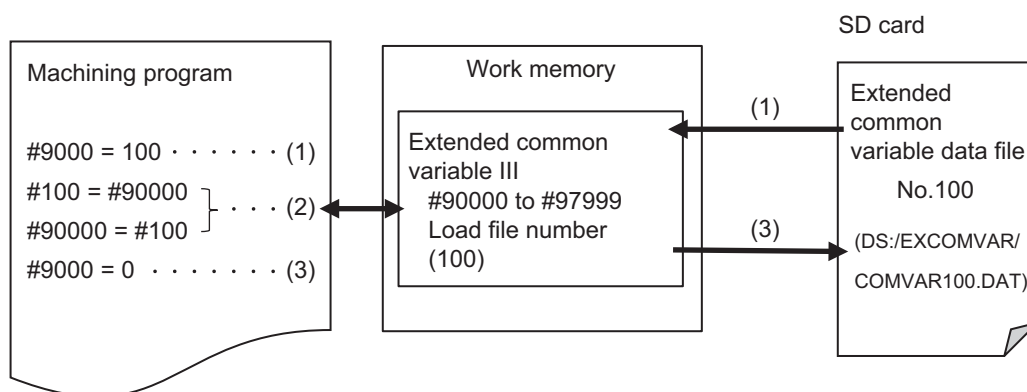 SD card
Machining program
#9000 = 100 · · · · · · (1)
#100 = #90000
#90000 = #100
· · · (2)
#9000 = 0 · · · · · · · (3)
Work memory
Extended common
variable III
#90000 to #97999
Load file number
(100)
(1)
(3)
Extended
common
variable data file
No.100
(DS:/EXCOMVAR/
COMVAR100.DAT)